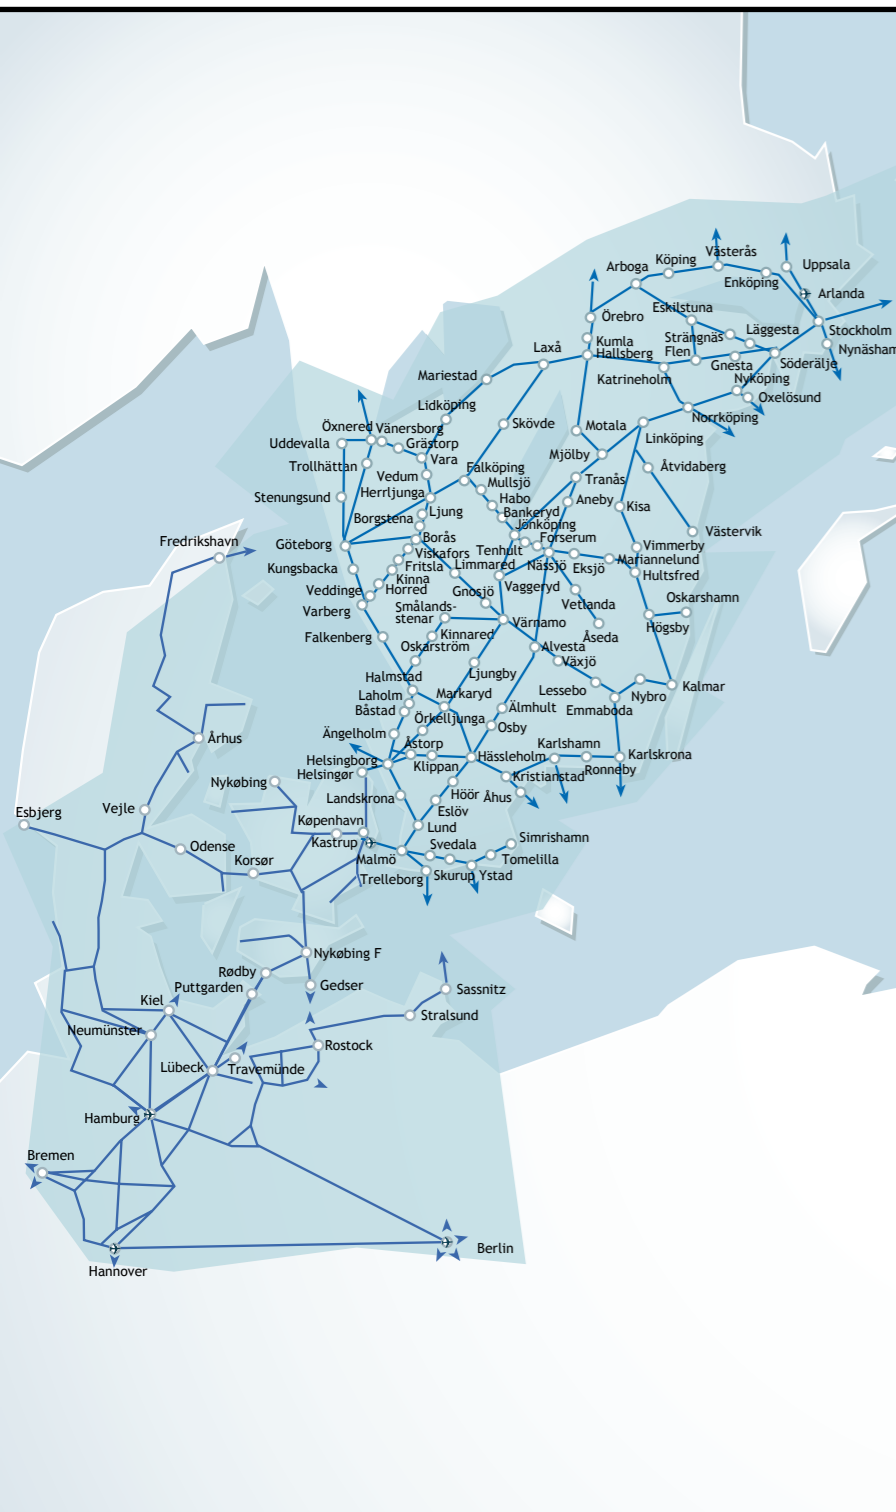 Västerås
Köping
Arboga
Uppsala
Enköping
Arlanda
Eskilstuna
Örebro
Strängnäs
Läggesta
Stockholm
Kumla
Laxå
Hallsberg
Flen
Nynäsham
Gnesta
Söderälje
Mariestad
Katrineholm
Nyköping
Oxelösund
Lidköping
Norrköping
Öxnered
Vänersborg
Skövde
Motala
Uddevalla
Grästorp
Linköping
Vara
Mjölby
Trollhättan
Falköping
Åtvidaberg
Vedum
Mullsjö
Tranås
Herrljunga
Stenungsund
Habo
Aneby
Kisa
Ljung
Bankeryd
Borgstena
Jönköping
Västervik
Fredrikshavn
Göteborg
Borås
Forserum
Viskafors
Tenhult
Vimmerby
Kungsbacka
Fritsla
Limmared
Nässjö
Eksjö
Mariannelund
Kinna
Hultsfred
Veddinge
Horred
Gnosjö
Vaggeryd
Oskarshamn
Varberg
Smålands-
stenar
Vetlanda
Värnamo
Högsby
Falkenberg
Kinnared
Åseda
Oskarström
Alvesta
Växjö
Halmstad
Ljungby
Laholm
Markaryd
Lessebo
Nybro
Kalmar
Båstad
Älmhult
Emmaboda
Örkelljunga
Osby
Ängelholm
Århus
Åstorp
Karlshamn
Helsingborg
Hässleholm
Karlskrona
Klippan
Ronneby
Helsingør
Kristianstad
Nykøbing
Höör
Åhus
Landskrona
Vejle
Eslöv
Esbjerg
Køpenhavn
Lund
Kastrup
Simrishamn
Odense
Svedala
Malmö
Tomelilla
Korsør
Trelleborg
Skurup
Ystad
Nykøbing F
Rødby
Puttgarden
Gedser
Sassnitz
Kiel
Stralsund
Neumünster
Rostock
Lübeck
Travemünde
Hamburg
Bremen
Berlin
Hannover